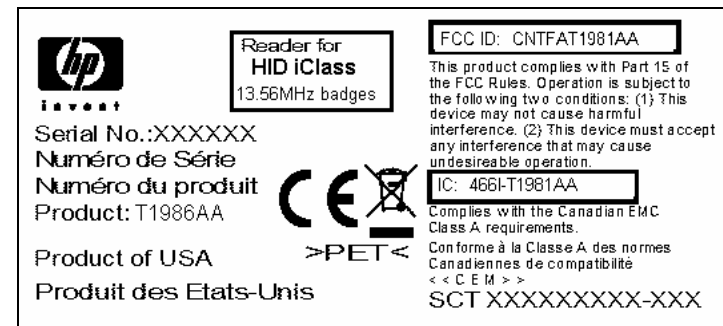 hp
invent
Reader for
HID iClass
13.56MHz badges
Serial No.:XXXXXX
Numéro de Série
Numéro du produit
Product: T1986AA
Product of USA
Produit des Etats-Unis
CE
>PET<
FCC ID: CNTFAT1981AA
This product complies with Part 15 of
the FCC Rules. Operation is subject to
the following two conditions: (1) This
device may not cause harmful
interference. (2) This device must accept
any interference that may cause
undesireable operation.
IC: 466I-T1981AA
Complies with the Canadian EMC
Class A requirements.
Conforme à la Classe A des normes
Canadiennes de compatibilité
< < C E M > >
SCT XXXXXXXXX-XXX